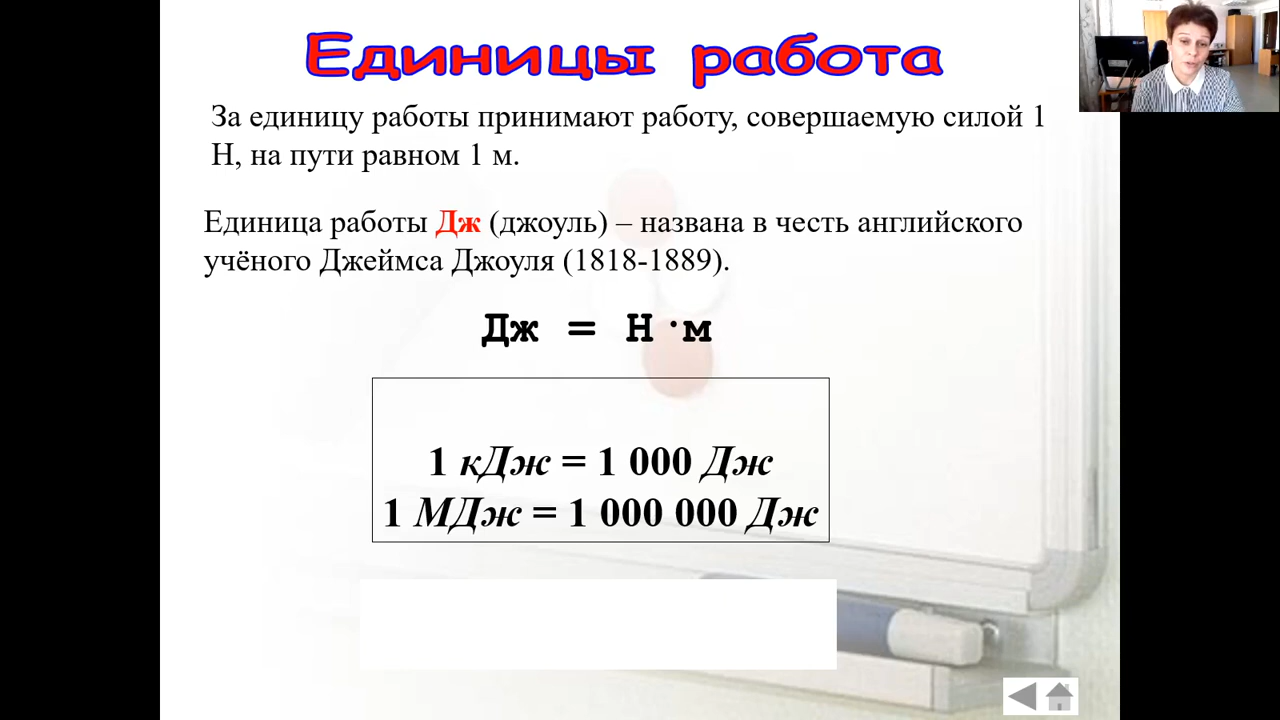 Единицы работа
За единицу работы принимают работу, совершаемую силой 1
Н, на пути равном 1 м.
Единица работы Дж (джоуль) – названа в честь английского
учёного Джеймса Джоуля (1818-1889).
Дж = Н·м
1 кДж = 1 000 Дж
1 МДж = 1 000 000 Дж